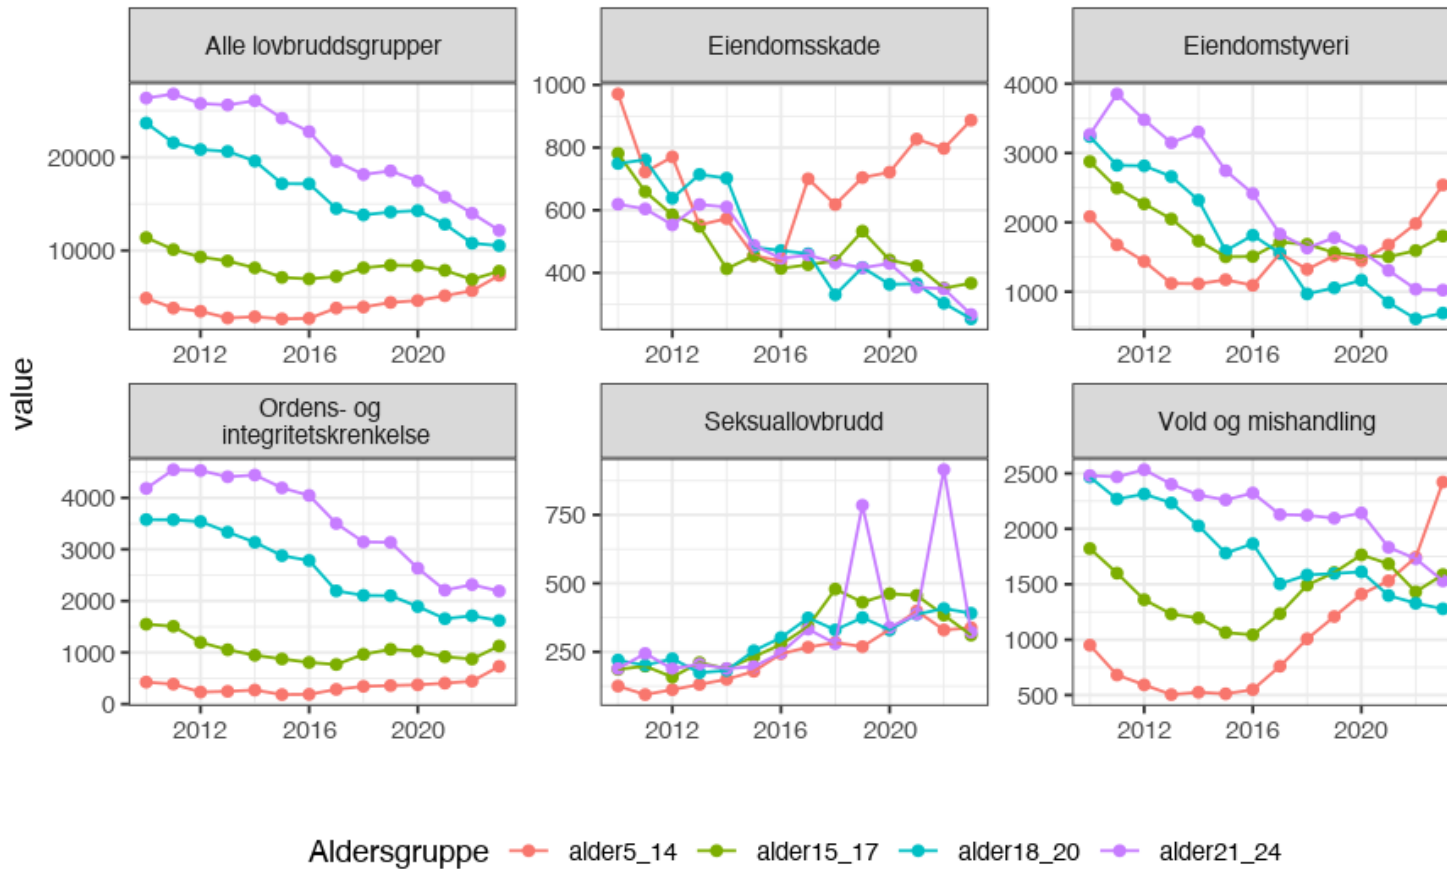 Alle lovbruddsgrupper
Eiendomsskade
Eiendomstyveri
20000
10000
2012 2016 2020
1000
800
600
400
2012 2016 2020
4000
3000
2000
1000
2012 2016 2020
value
Ordens- og
integritetskrenkelse
Seksuallovbrudd
Vold og mishandling
4000
3000
2000
1000
0
2012 2016 2020
750
500
250
2012 2016 2020
2500
2000
1500
1000
500
2012 2016 2020
Aldersgruppe alder5_14 alder15_17 alder18_20 alder21_24